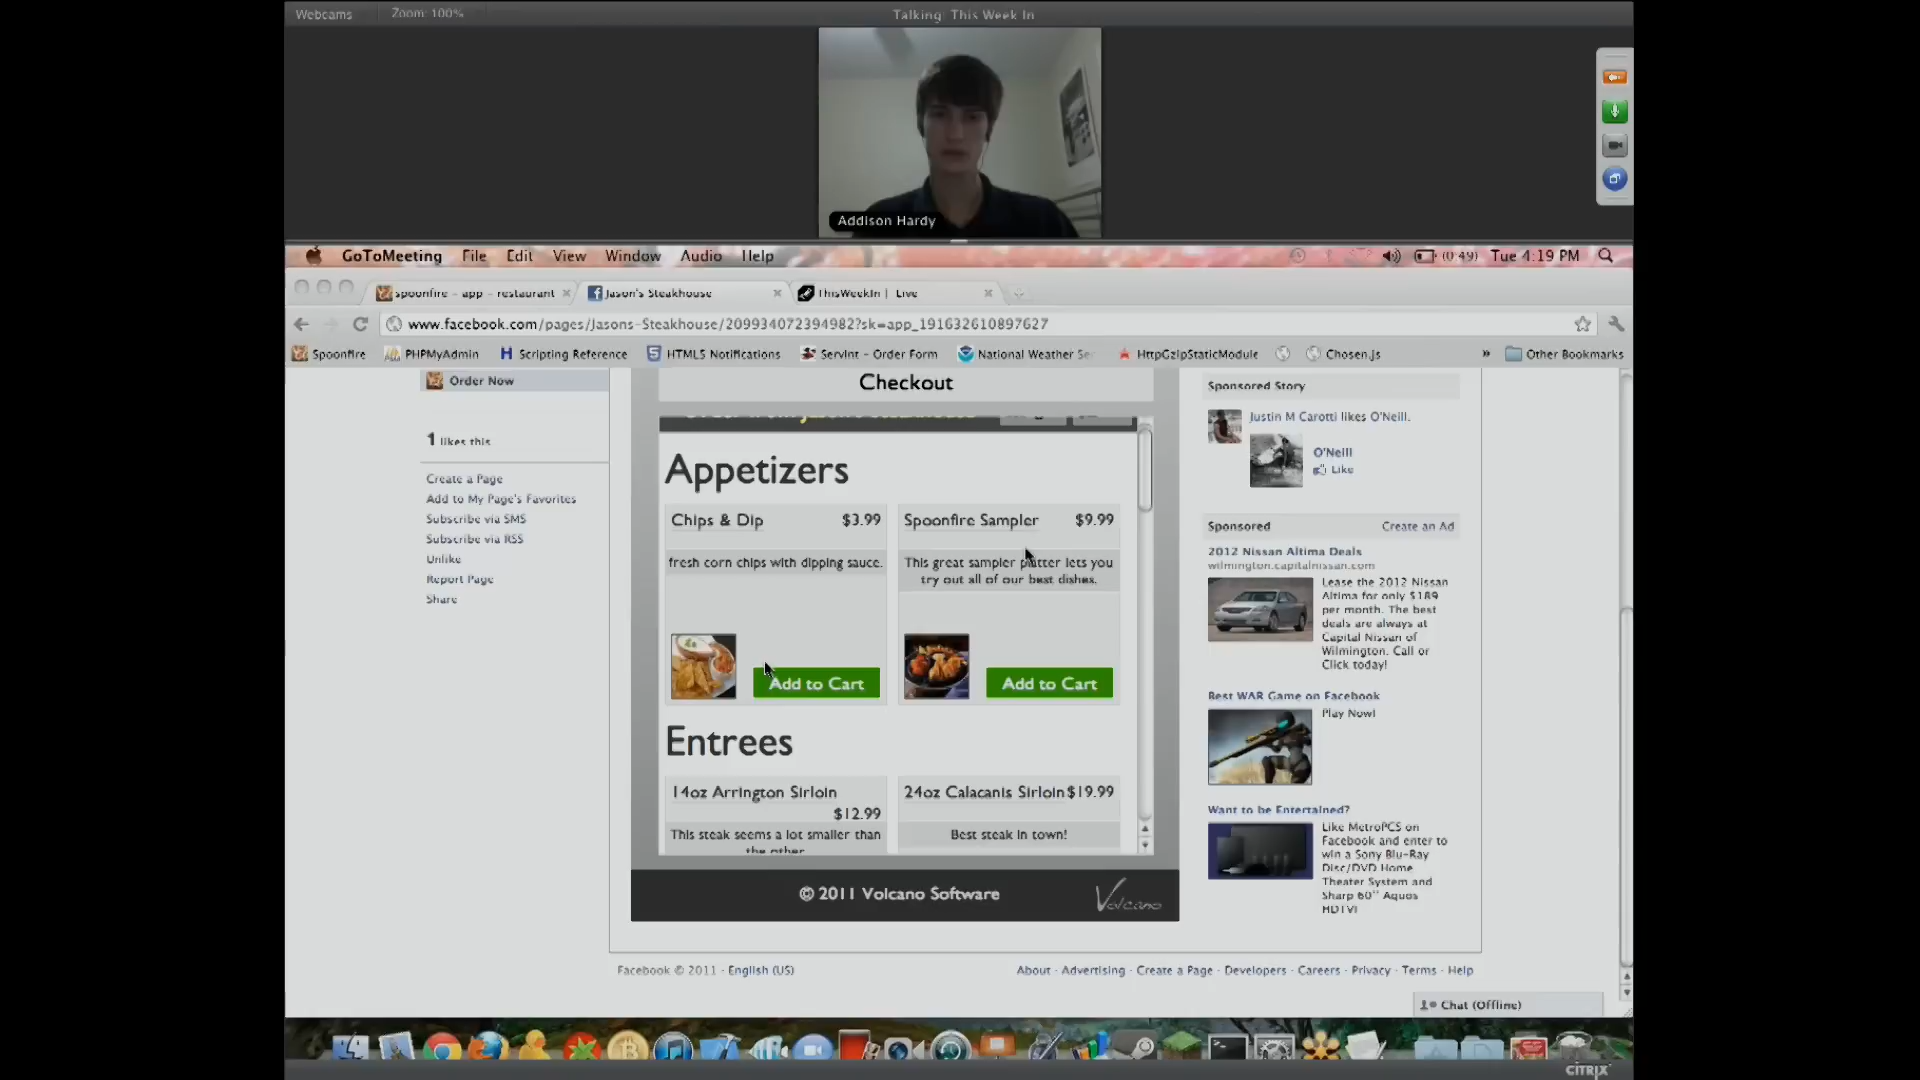 Webcams
Zoom: 100%
Talking: This Week In
Addison Hardy
GoToMeeting File Edit View Window Audio Help
(0:49) Tue 4:19 PM
spoonfire - app - restaurant
Jason's Steakhouse
ThisWeekIn | Live
www.facebook.com/pages/Jasons-Steakhouse/209934072394982?sk=app_191632610897627
Spoonfire
PHPMyAdmin
Scripting Reference
HTML5 Notifications
ServInt - Order Form
National Weather Se
HttpGzipStaticModule
Chosen.js
»
Other Bookmarks
Order Now
1 likes this
Create a Page
Add to My Page's Favorites
Subscribe via SMS
Subscribe via RSS
Unlike
Report Page
Share
Checkout
Appetizers
Chips & Dip $3.99
fresh corn chips with dipping sauce.
Add to Cart
Spoonfire Sampler $9.99
This great sampler platter lets you
try out all of our best dishes.
Add to Cart
Entrees
14oz Arrington Sirloin
$12.99
This steak seems a lot smaller than
the other
24oz Calacanis Sirloin $19.99
Best steak in town!
© 2011 Volcano Software
Volcano
Sponsored Story
Justin M Carotti likes O'Neill.
O'Neill
Like
Sponsored
Create an Ad
2012 Nissan Altima Deals
wilmington.capitalnissan.com
Lease the 2012 Nissan
Altima for only $189
per month. The best
deals are always at
Capital Nissan of
Wilmington. Call or
Click today!
Best WAR Game on Facebook
Play Now!
Want to be Entertained?
Like MetroPCS on
Facebook and enter to
win a Sony Blu-Ray
Disc/DVD Home
Theater System and
Sharp 60" Aquos
HDTV!
Facebook © 2011 · English (US)
About · Advertising · Create a Page · Developers · Careers · Privacy · Terms · Help
Chat (Offline)
CITRIX